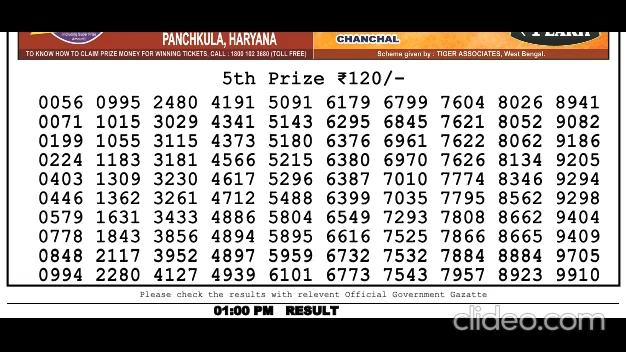 PANCHKULA, HARYANA
CHANCHAL
TO KNOW HOW TO CLAIM PRIZE MONEY FOR WINNING TICKETS, CALL : 1800 102 3680 (TOLL FREE)
Scheme given by : TIGER ASSOCIATES, West Bengal.
5th Prize ₹120/-
0056 0995 2480 4191 5091 6179 6799 7604 8026 8941
0071 1015 3029 4341 5143 6295 6845 7621 8052 9082
0199 1055 3115 4373 5180 6376 6961 7622 8062 9186
0224 1183 3181 4566 5215 6380 6970 7626 8134 9205
0403 1309 3230 4617 5296 6387 7010 7774 8346 9294
0446 1362 3261 4712 5488 6399 7035 7795 8562 9298
0579 1631 3433 4886 5804 6549 7293 7808 8662 9404
0778 1843 3856 4894 5895 6616 7525 7866 8665 9409
0848 2117 3952 4897 5959 6732 7532 7884 8884 9705
0994 2280 4127 4939 6101 6773 7543 7957 8923 9910
Please check the results with relevent Official Government Gazatte
01:00 PM RESULT
clideo.com